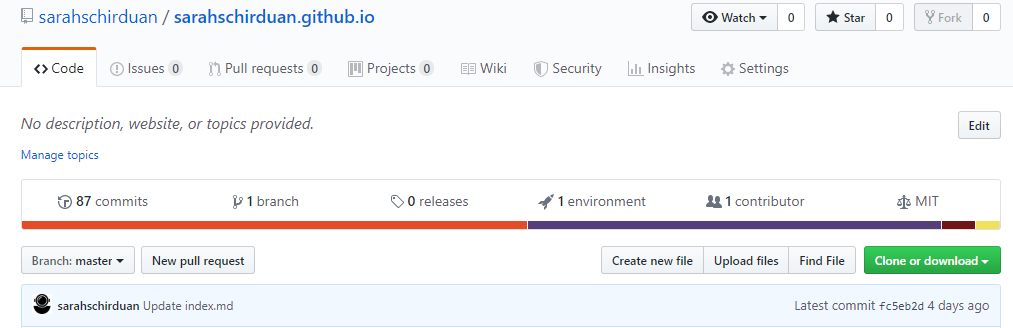 sarahschirduan / sarahschirduan.github.io Watch 0 Star 0 Fork 0
Code Issues 0 Pull requests 0 Projects 0 Wiki Security Insights Settings
No description, website, or topics provided. Edit
Manage topics
87 commits 1 branch 0 releases 1 environment 1 contributor MIT
Branch: master New pull request Create new file Upload files Find File Clone or download
sarahschirduan Update index.md Latest commit fc5eb2d 4 days ago